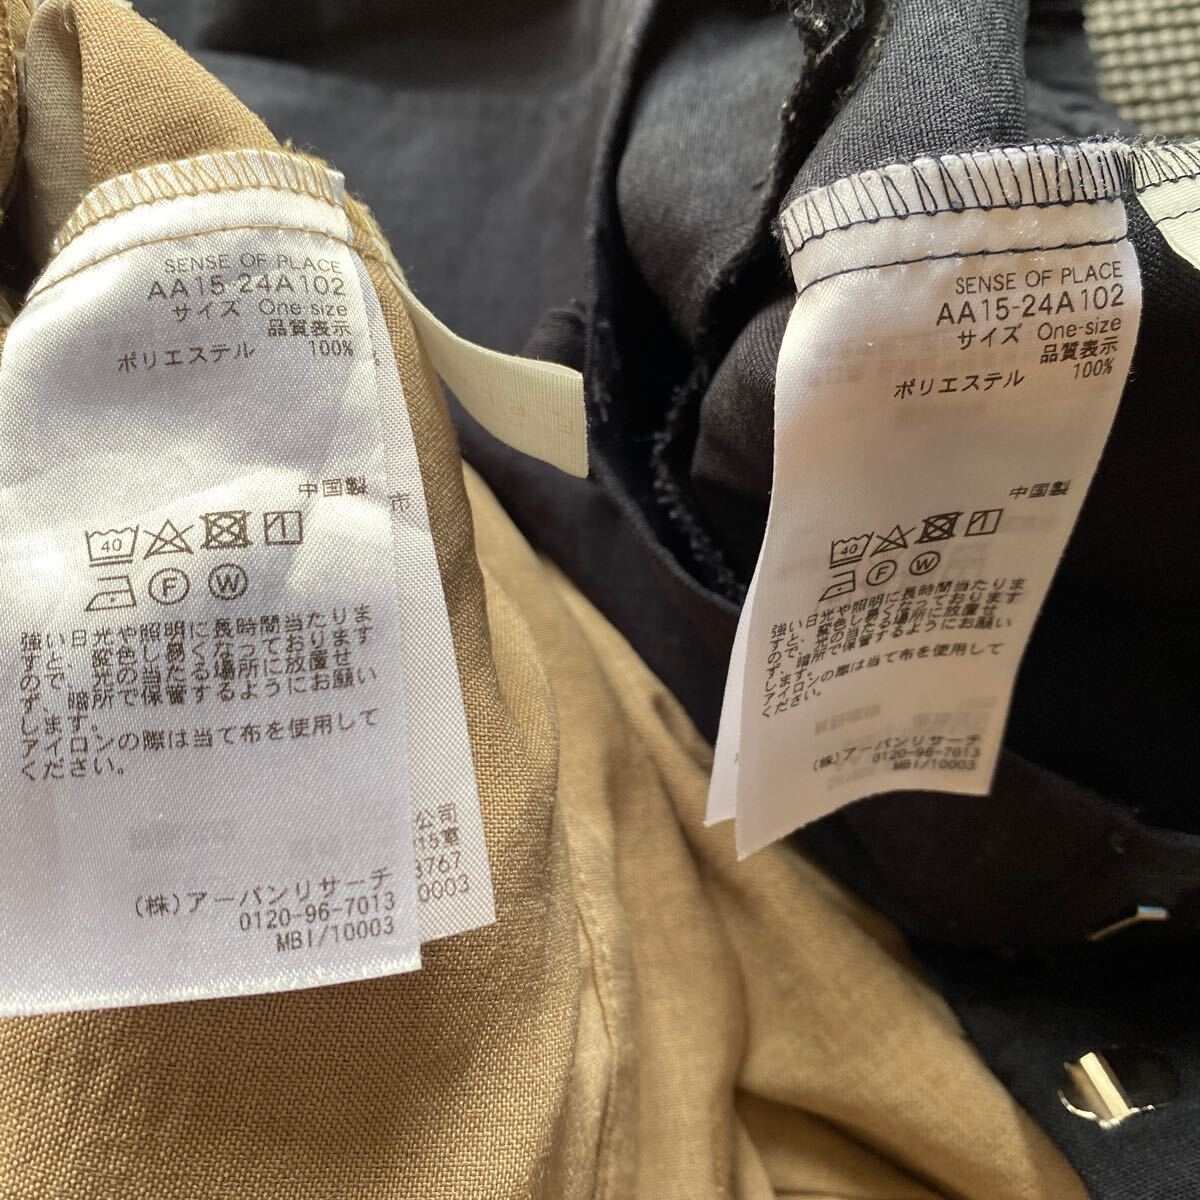 SENSE OF PLACE
AA15-24A102
サイズ One-size
品質表示
ポリエステル 100%
中国製
40
F W
強い日光や照明に長時間当たりま
すと、変色し易くなっております
ので、光の当たる場所に放置せ
ず、暗所で保管するようにお願い
します。
アイロンの際は当て布を使用して
ください。
(株)アーバンリサーチ
0120-96-7013
MBI/10003
市
公司
15室
3767
0003
SENSE OF PLACE
AA15-24A102
サイズ One-size
品質表示
ポリエステル 100%
中国製
40
F W
強い日光や照明に長時間当たりま
すと、変色し易くなっております
ので、光の当たる場所に放置せ
ず、暗所で保管するようにお願い
します。
アイロンの際は当て布を使用して
ください。
(株)アーバンリサーチ
0120-96-7013
MBI/10003